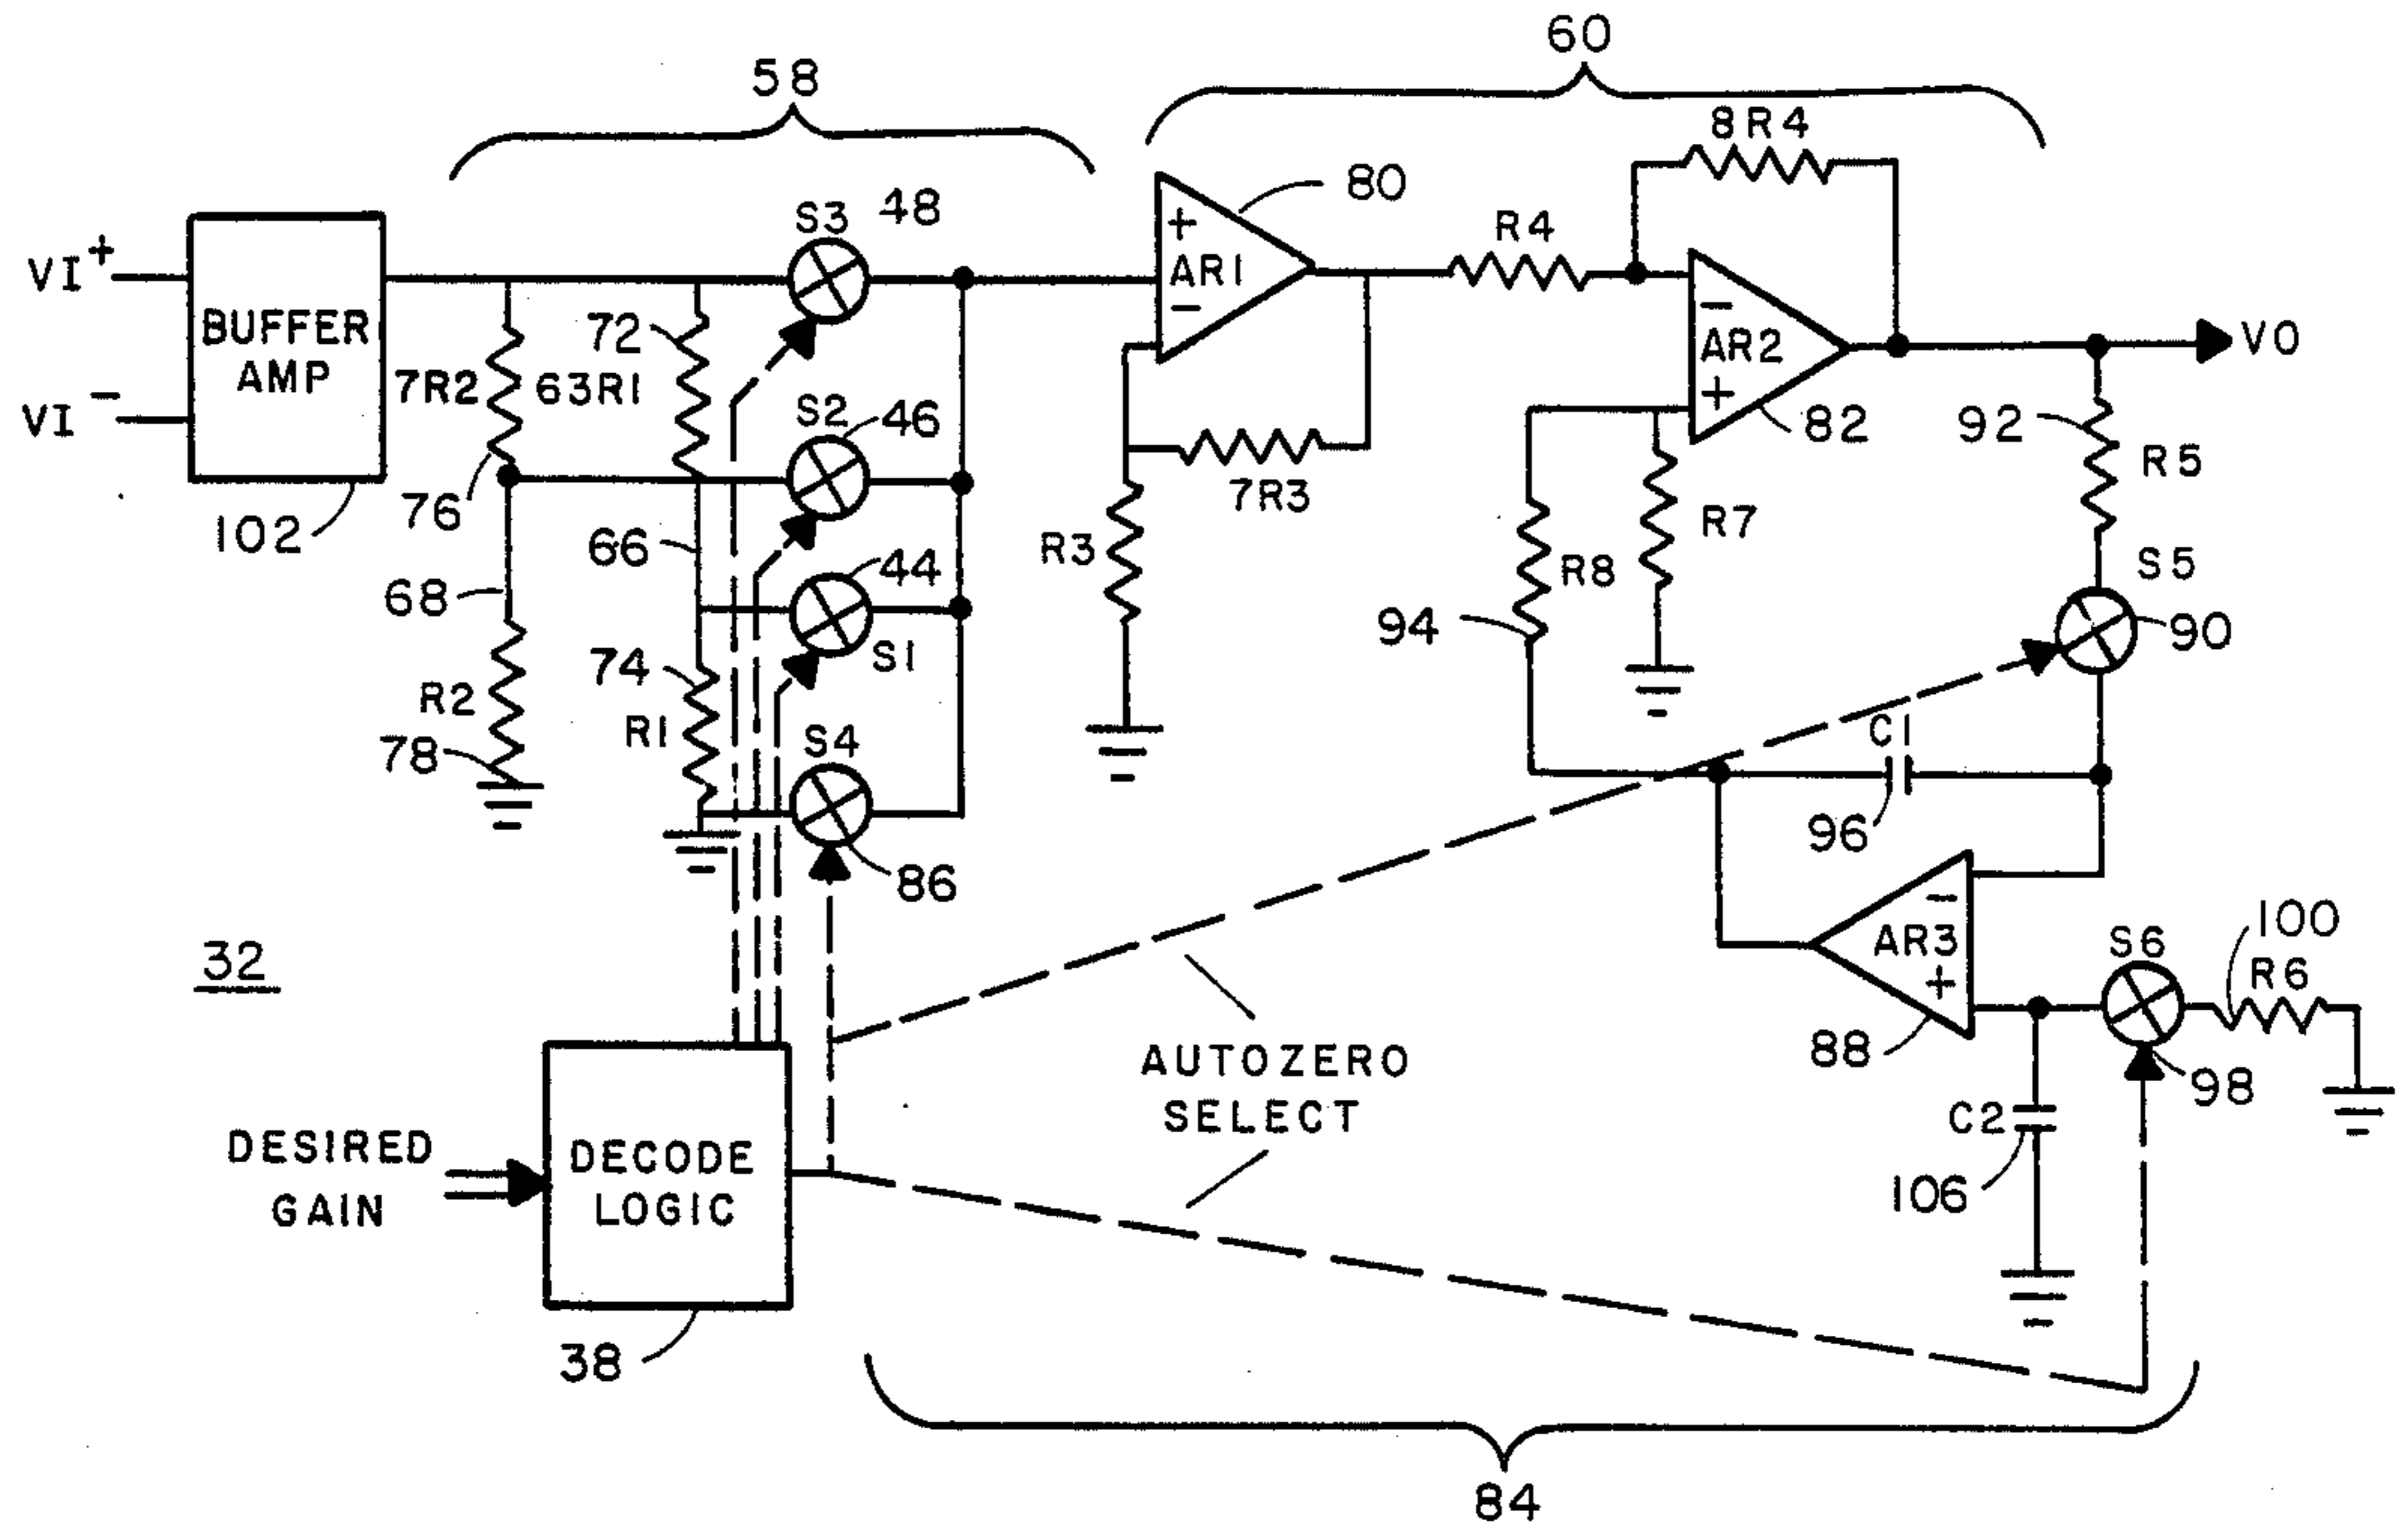 60
58
8R4
80
S3
48
R4
VI+
+
AR1
-
BUFFER
AMP
72
7R2
63R1
-
AR2
+
VO
S2
46
82
92
R5
VI-
76
102
7R3
R7
66
R3
R8
S5
44
68
94
90
S1
74
R2
R1
S4
78
C1
96
86
-
AR3
+
S6
100
R6
32
88
98
AUTOZERO
SELECT
C2
106
DESIRED
GAIN
DECODE
LOGIC
38
84